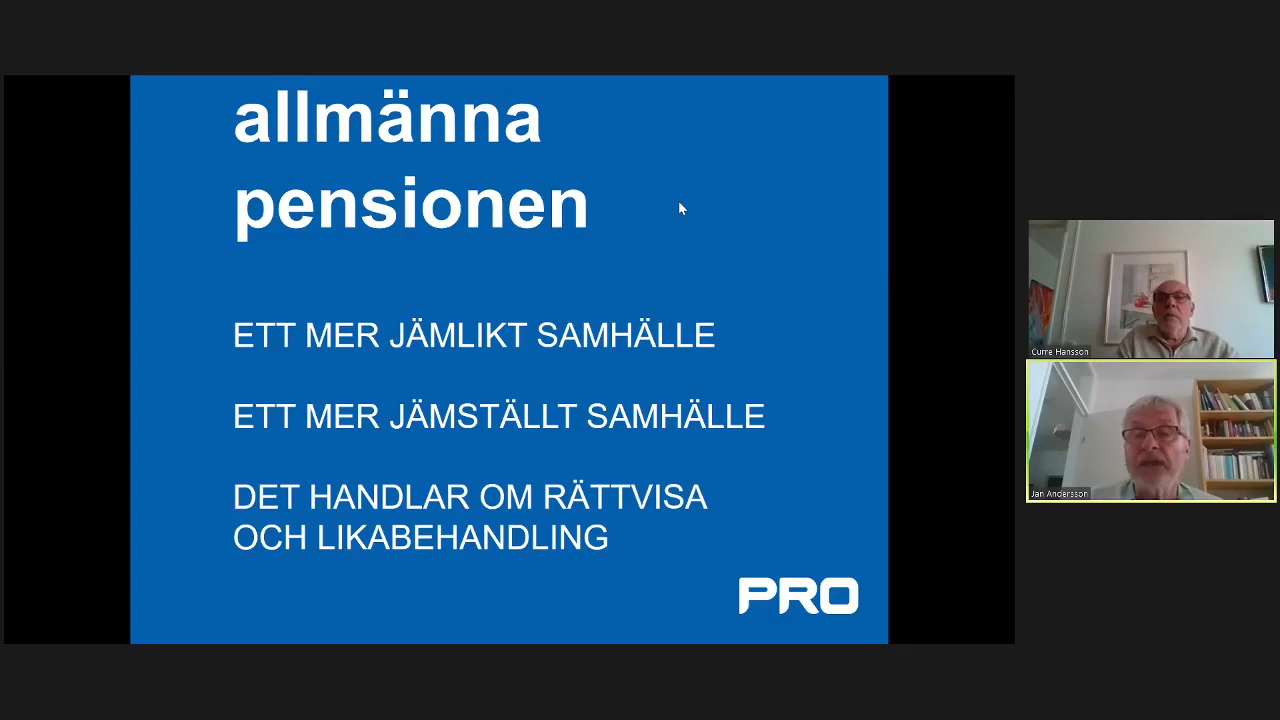 allmänna
pensionen
ETT MER JÄMLIKT SAMHÄLLE
ETT MER JÄMSTÄLLT SAMHÄLLE
DET HANDLAR OM RÄTTVISA
OCH LIKABEHANDLING
PRO
Curre Hansson
Jan Andersson